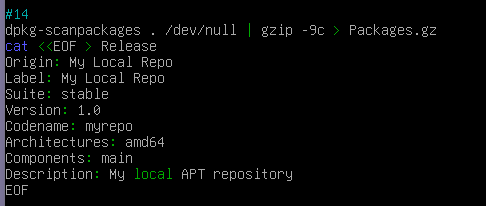 #14
dpkg-scanpackages . /dev/null | gzip -9c > Packages.gz
cat <<EOF > Release
Origin: My Local Repo
Label: My Local Repo
Suite: stable
Version: 1.0
Codename: myrepo
Architectures: amd64
Components: main
Description: My local APT repository
EOF